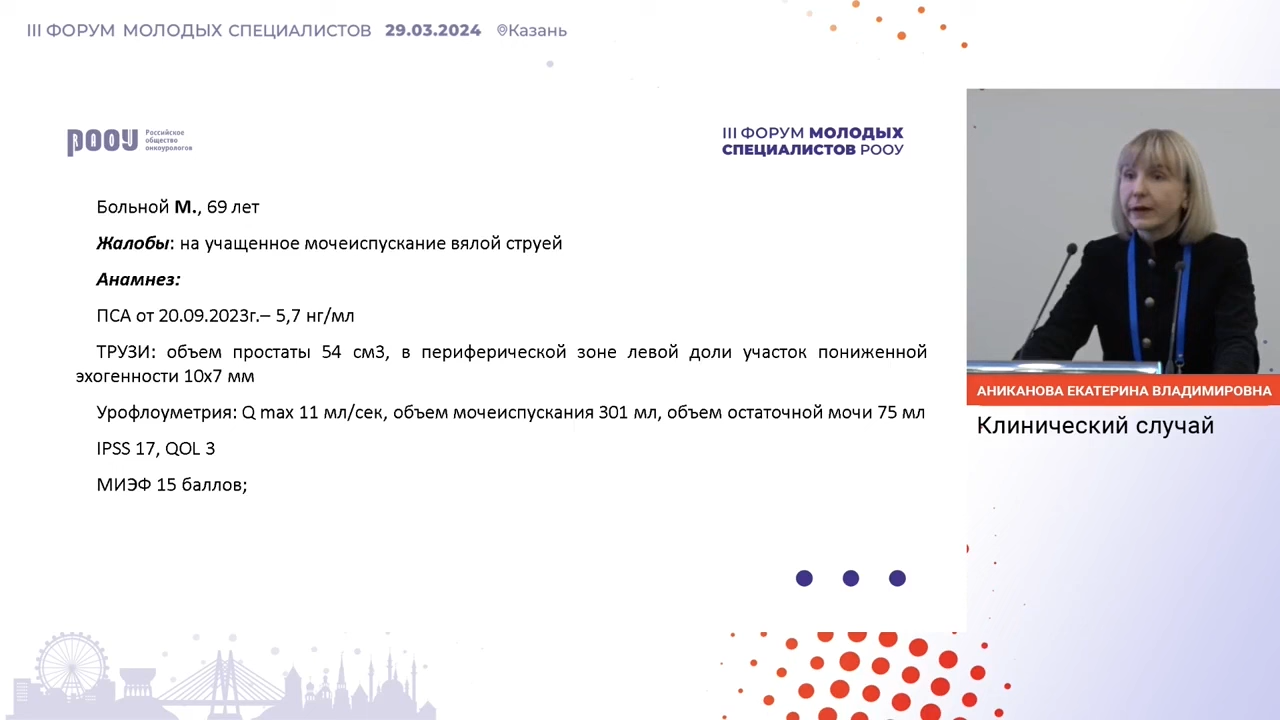 III ФОРУМ МОЛОДЫХ СПЕЦИАЛИСТОВ 29.03.2024 Казань
РООУ Российское
общество
онкоурологов
III ФОРУМ МОЛОДЫХ
СПЕЦИАЛИСТОВ РООУ
Больной М., 69 лет
Жалобы: на учащенное мочеиспускание вялой струей
Анамнез:
ПСА от 20.09.2023г.– 5,7 нг/мл
ТРУЗИ: объем простаты 54 см3, в периферической зоне левой доли участок пониженной
эхогенности 10х7 мм
Урофлоуметрия: Q max 11 мл/сек, объем мочеиспускания 301 мл, объем остаточной мочи 75 мл
IPSS 17, QOL 3
МИЭФ 15 баллов;
АНИКАНОВА ЕКАТЕРИНА ВЛАДИМИРОВНА
Клинический случай